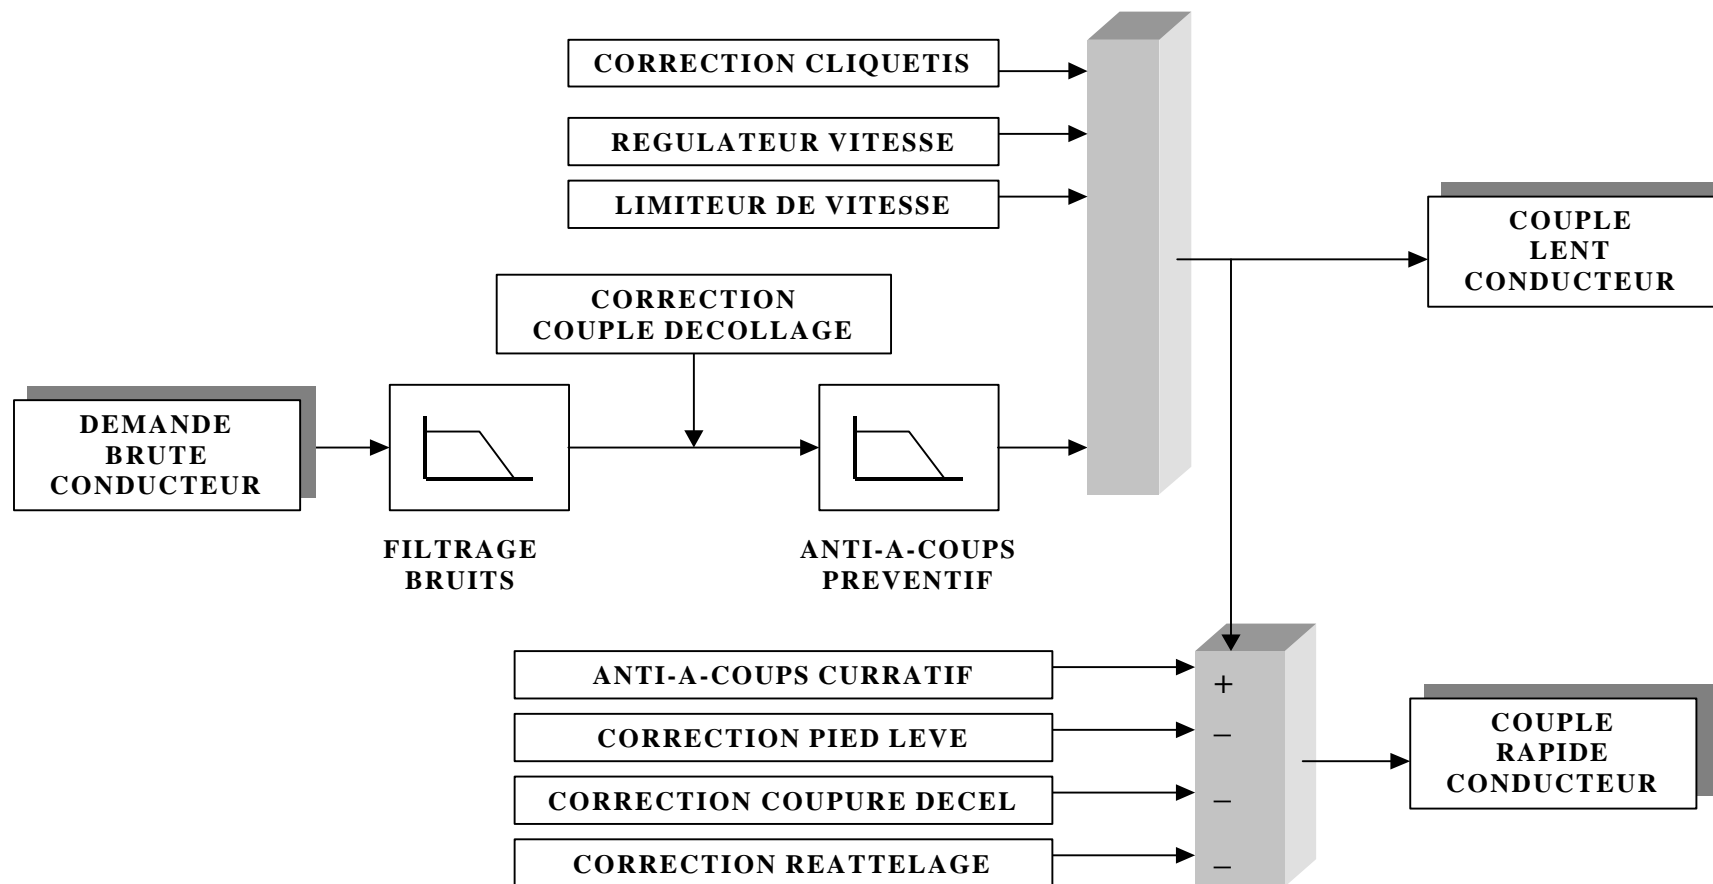 CORRECTION CLIQUETIS
REGULATEUR VITESSE
LIMITEUR DE VITESSE
COUPLE
LENT
CONDUCTEUR
CORRECTION
COUPLE DECOLLAGE
DEMANDE
BRUTE
CONDUCTEUR
FILTRAGE
BRUITS
ANTI-A-COUPS
PREVENTIF
ANTI-A-COUPS CURRATIF
+
CORRECTION PIED LEVE
–
CORRECTION COUPURE DECEL
–
CORRECTION REATTELAGE
–
COUPLE
RAPIDE
CONDUCTEUR